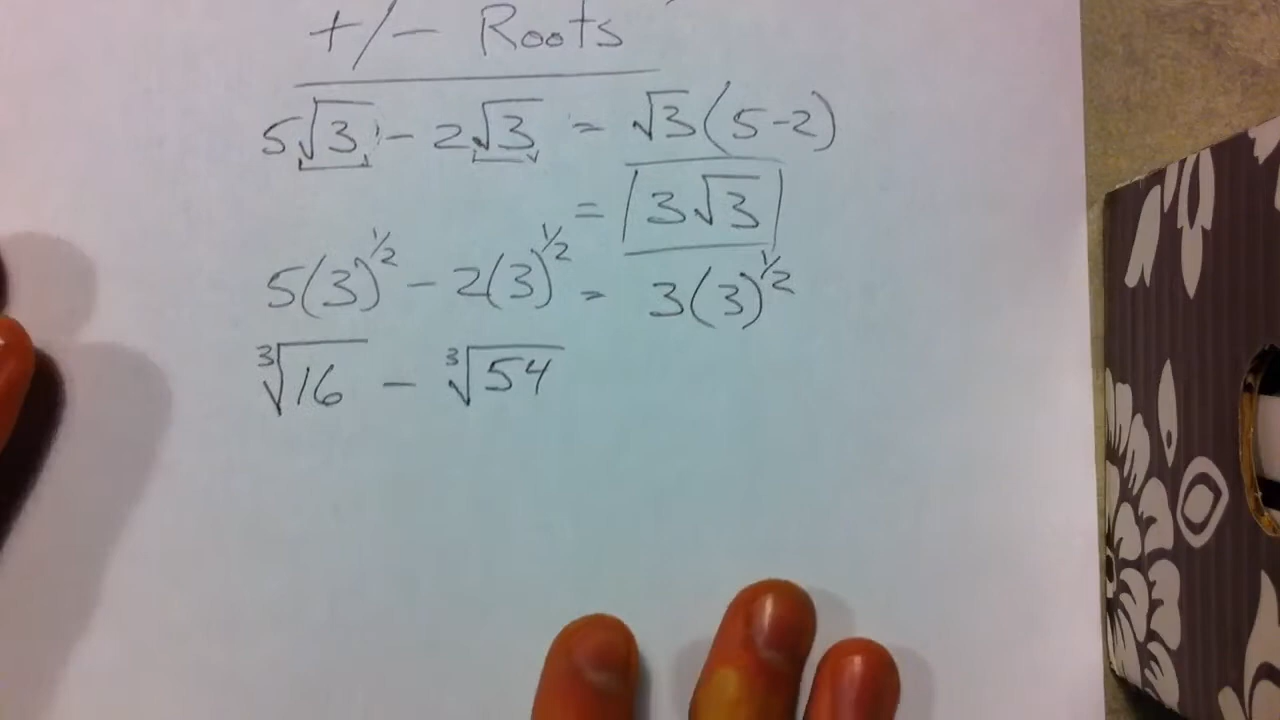 +/- Roots
5√3 - 2√3 = √3(5-2)
= 3√3
5(3)^1/2 - 2(3)^1/2 = 3(3)^1/2
∛16 - ∛54